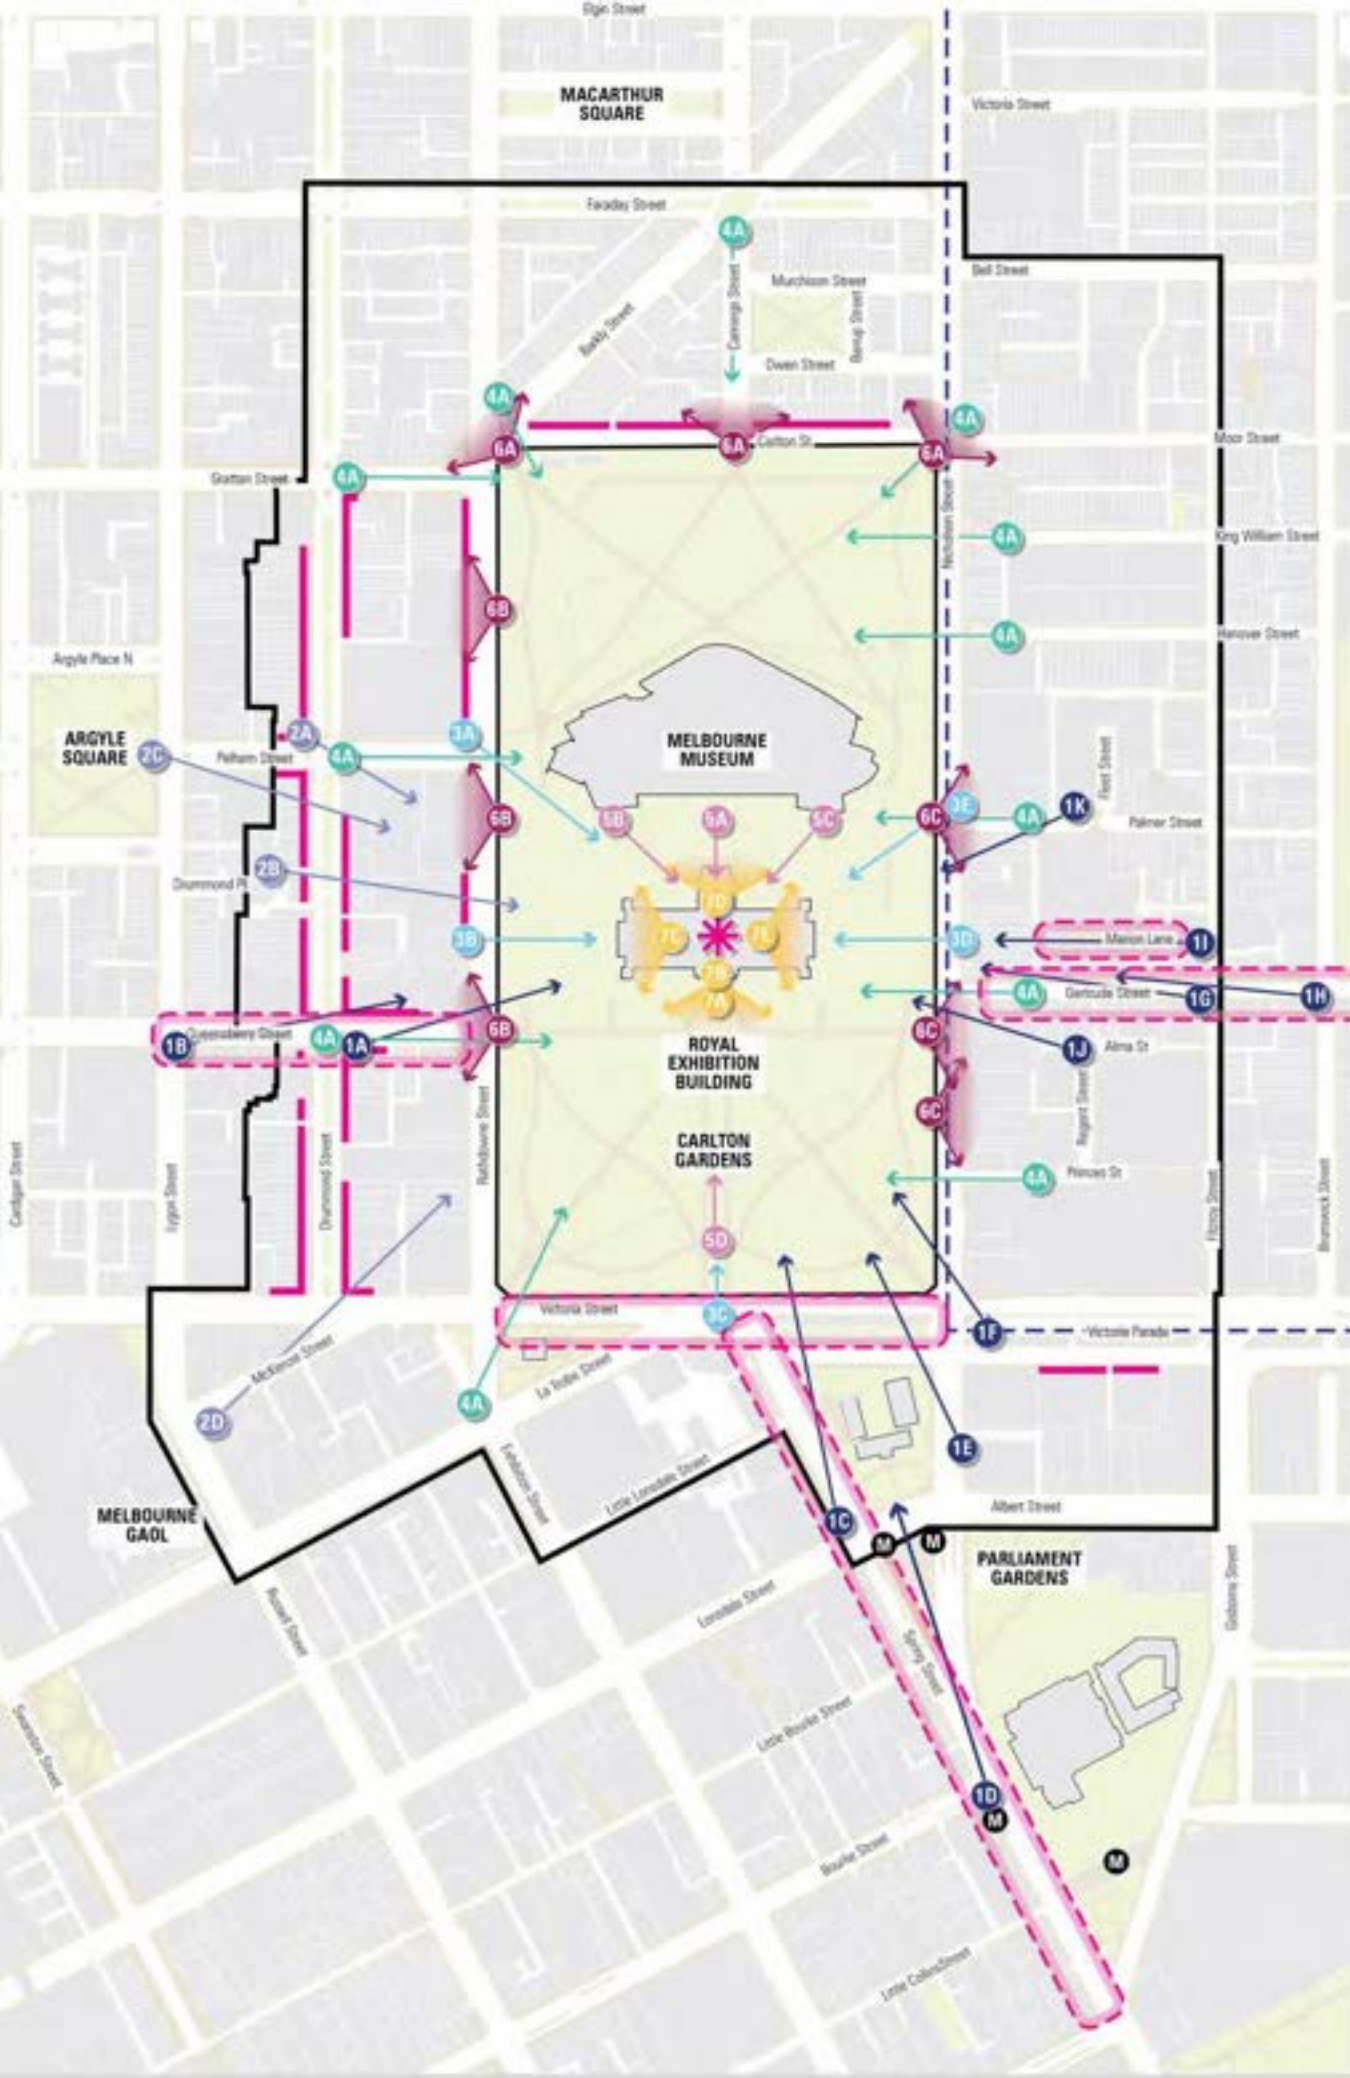 Elgin Street
MACARTHUR
SQUARE
Victoria Street
Faraday Street
4A
Bell Street
Murchison Street
Canning Street
Barkly Street
Owen Street
4A
4A
6A
6A
Carlton St
6A
Moor Street
Grattan Street
4A
Nicholson Street
4A
King William Street
6B
4A
Hanover Street
Argyle Place N
ARGYLE
SQUARE
2C
2A
Pelham Street
4A
3A
MELBOURNE
MUSEUM
Fleet Street
6B
5B
5A
5C
6C
3E
4A
1K
Palmer Street
2B
Drummond Pl
7D
3B
7C
7E
3D
Marion Lane
1I
7B
7A
4A
Gertrude Street
1G
1H
1B
Queensberry Street
4A
1A
6B
ROYAL
EXHIBITION
BUILDING
6C
1J
Alma St
Regent Street
6C
CARLTON
GARDENS
Cardigan Street
Lygon Street
Drummond Street
Rathdowne Street
4A
Princes St
Fitzroy Street
Brunswick Street
5D
Victoria Street
3C
1F
Victoria Parade
McKenzie Street
La Trobe Street
2D
4A
1E
Exhibition Street
Little Lonsdale Street
MELBOURNE
GAOL
1C
Albert Street
M
M
PARLIAMENT
GARDENS
Russell Street
Lonsdale Street
Spring Street
Gisborne Street
Swanston Street
Little Bourke Street
1D
M
Bourke Street
M
Little Collins Street